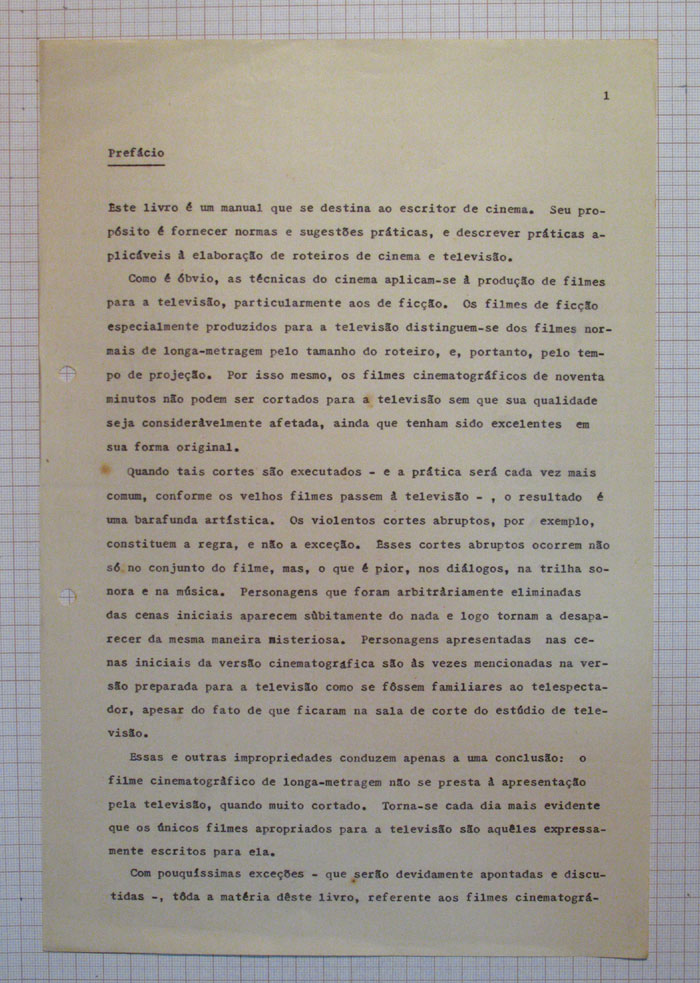 1
Prefácio
Este livro é um manual que se destina ao escritor de cinema. Seu pro-
pósito é fornecer normas e sugestões práticas, e descrever práticas a-
plicáveis à elaboração de roteiros de cinema e televisão.
Como é óbvio, as técnicas do cinema aplicam-se à produção de filmes
para a televisão, particularmente aos de ficção. Os filmes de ficção
especialmente produzidos para a televisão distinguem-se dos filmes nor-
mais de longa-metragem pelo tamanho do roteiro, e, portanto, pelo tem-
po de projeção. Por isso mesmo, os filmes cinematográficos de noventa
minutos não podem ser cortados para a televisão sem que sua qualidade
seja consideràvelmente afetada, ainda que tenham sido excelentes em
sua forma original.
Quando tais cortes são executados - e a prática será cada vez mais
comum, conforme os velhos filmes passem à televisão - , o resultado é
uma barafunda artística. Os violentos cortes abruptos, por exemplo,
constituem a regra, e não a exceção. Esses cortes abruptos ocorrem não
só no conjunto do filme, mas, o que é pior, nos diálogos, na trilha so-
nora e na música. Personagens que foram arbitràriamente eliminadas
das cenas iniciais aparecem sùbitamente do nada e logo tornam a desapa-
recer da mesma maneira misteriosa. Personagens apresentadas nas ce-
nas iniciais da versão cinematográfica são às vezes mencionadas na ver-
são preparada para a televisão como se fôssem familiares ao telespecta-
dor, apesar do fato de que ficaram na sala de corte do estúdio de tele-
visão.
Essas e outras impropriedades conduzem apenas a uma conclusão: o
filme cinematográfico de longa-metragem não se presta à apresentação
pela televisão, quando muito cortado. Torna-se cada dia mais evidente
que os únicos filmes apropriados para a televisão são aquêles expressa-
mente escritos para ela.
Com pouquíssimas exceções - que serão devidamente apontadas e discu-
tidas -, tôda a matéria dêste livro, referente aos filmes cinematográ-